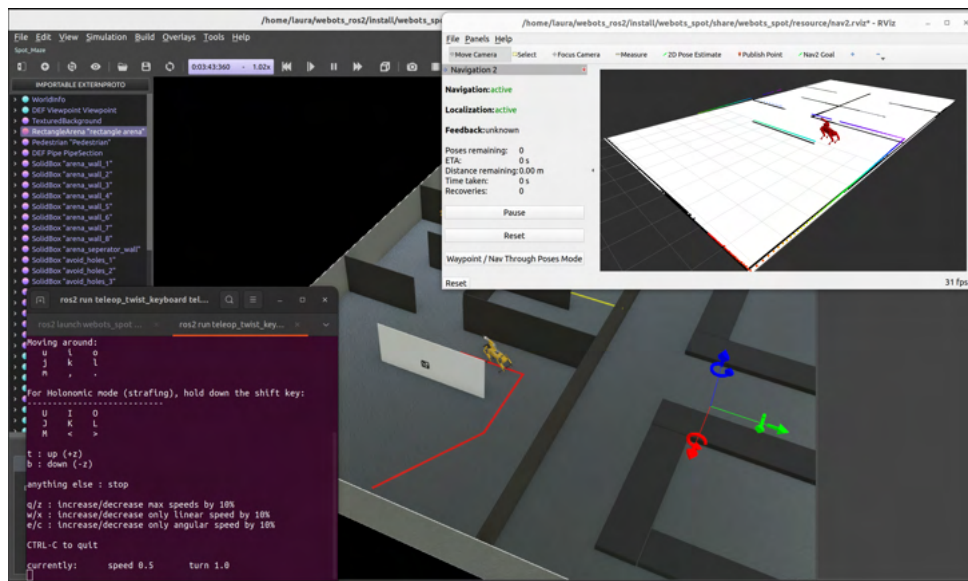 /home/laura/webots_ros2/install/webots_spo
File Edit View Simulation Build Overlays Tools Help
Spot_Maze
0:03:43:360 - 1.02x
IMPORTABLE EXTERNPROTO
WorldInfo
DEF Viewpoint Viewpoint
TexturedBackground
RectangleArena "rectangle arena"
Pedestrian "Pedestrian"
DEF Pipe PipeSection
SolidBox "arena_wall_1"
SolidBox "arena_wall_2"
SolidBox "arena_wall_3"
SolidBox "arena_wall_4"
SolidBox "arena_wall_5"
SolidBox "arena_wall_6"
SolidBox "arena_wall_7"
SolidBox "arena_wall_8"
SolidBox "arena_seperator_wall"
SolidBox "avoid_holes_1"
SolidBox "avoid_holes_2"
SolidBox "avoid_holes_3"
/home/laura/webots_ros2/install/webots_spot/share/webots_spot/resource/nav2.rviz* - RViz
File Panels Help
Move Camera Select Focus Camera Measure 2D Pose Estimate Publish Point Nav2 Goal
Navigation 2
Navigation:active
Localization:active
Feedback:unknown
Poses remaining: 0
ETA: 0 s
Distance remaining:0.00 m
Time taken: 0 s
Recoveries: 0
Pause
Reset
Waypoint / Nav Through Poses Mode
Reset
31 fps
ros2 run teleop_twist_keyboard tel...
ros2 launch webots_spot ...
ros2 run teleop_twist_key...
Moving around:
u i o
j k l
m , .
For Holonomic mode (strafing), hold down the shift key:
---------------------------
U I O
J K L
M < >
t : up (+z)
b : down (-z)
anything else : stop
q/z : increase/decrease max speeds by 10%
w/x : increase/decrease only linear speed by 10%
e/c : increase/decrease only angular speed by 10%
CTRL-C to quit
currently: speed 0.5 turn 1.0